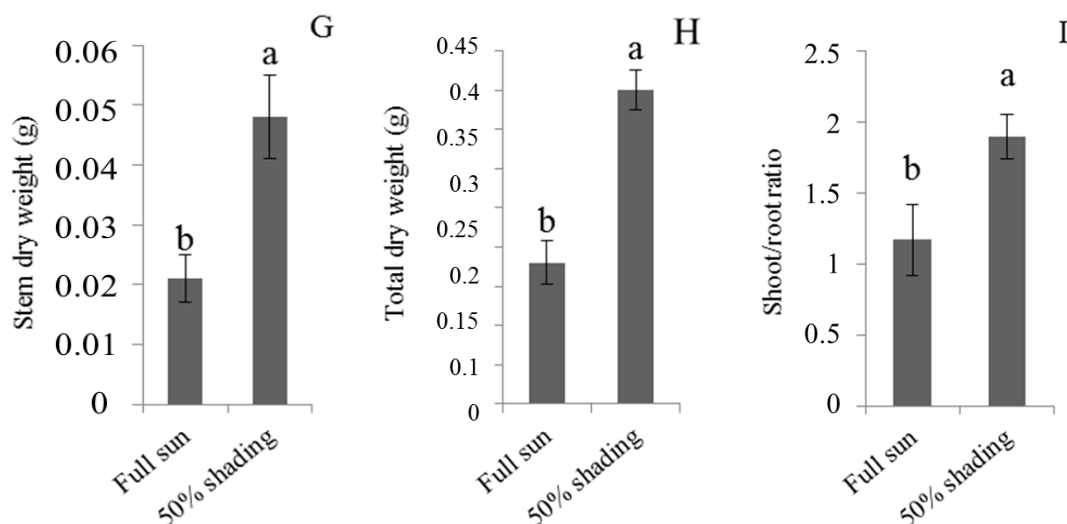 G
Stem dry weight (g)
0.06
0.05
0.04
0.03
0.02
0.01
0
b
a
Full sun
50% shading
H
Total dry weight (g)
0.45
0.4
0.35
0.3
0.25
0.2
0.15
0.1
0
b
a
Full sun
50% shading
I
Shoot/root ratio
2.5
2
1.5
1
0.5
0
b
a
Full sun
50% shading